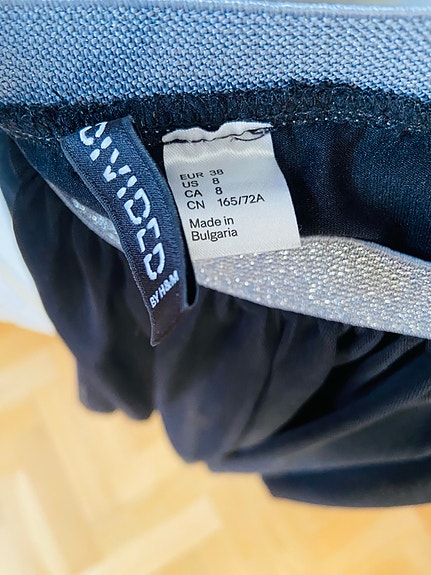 DIVIDED
BY H&M
EUR 38
US 8
CA 8
CN 165/72A
Made in
Bulgaria